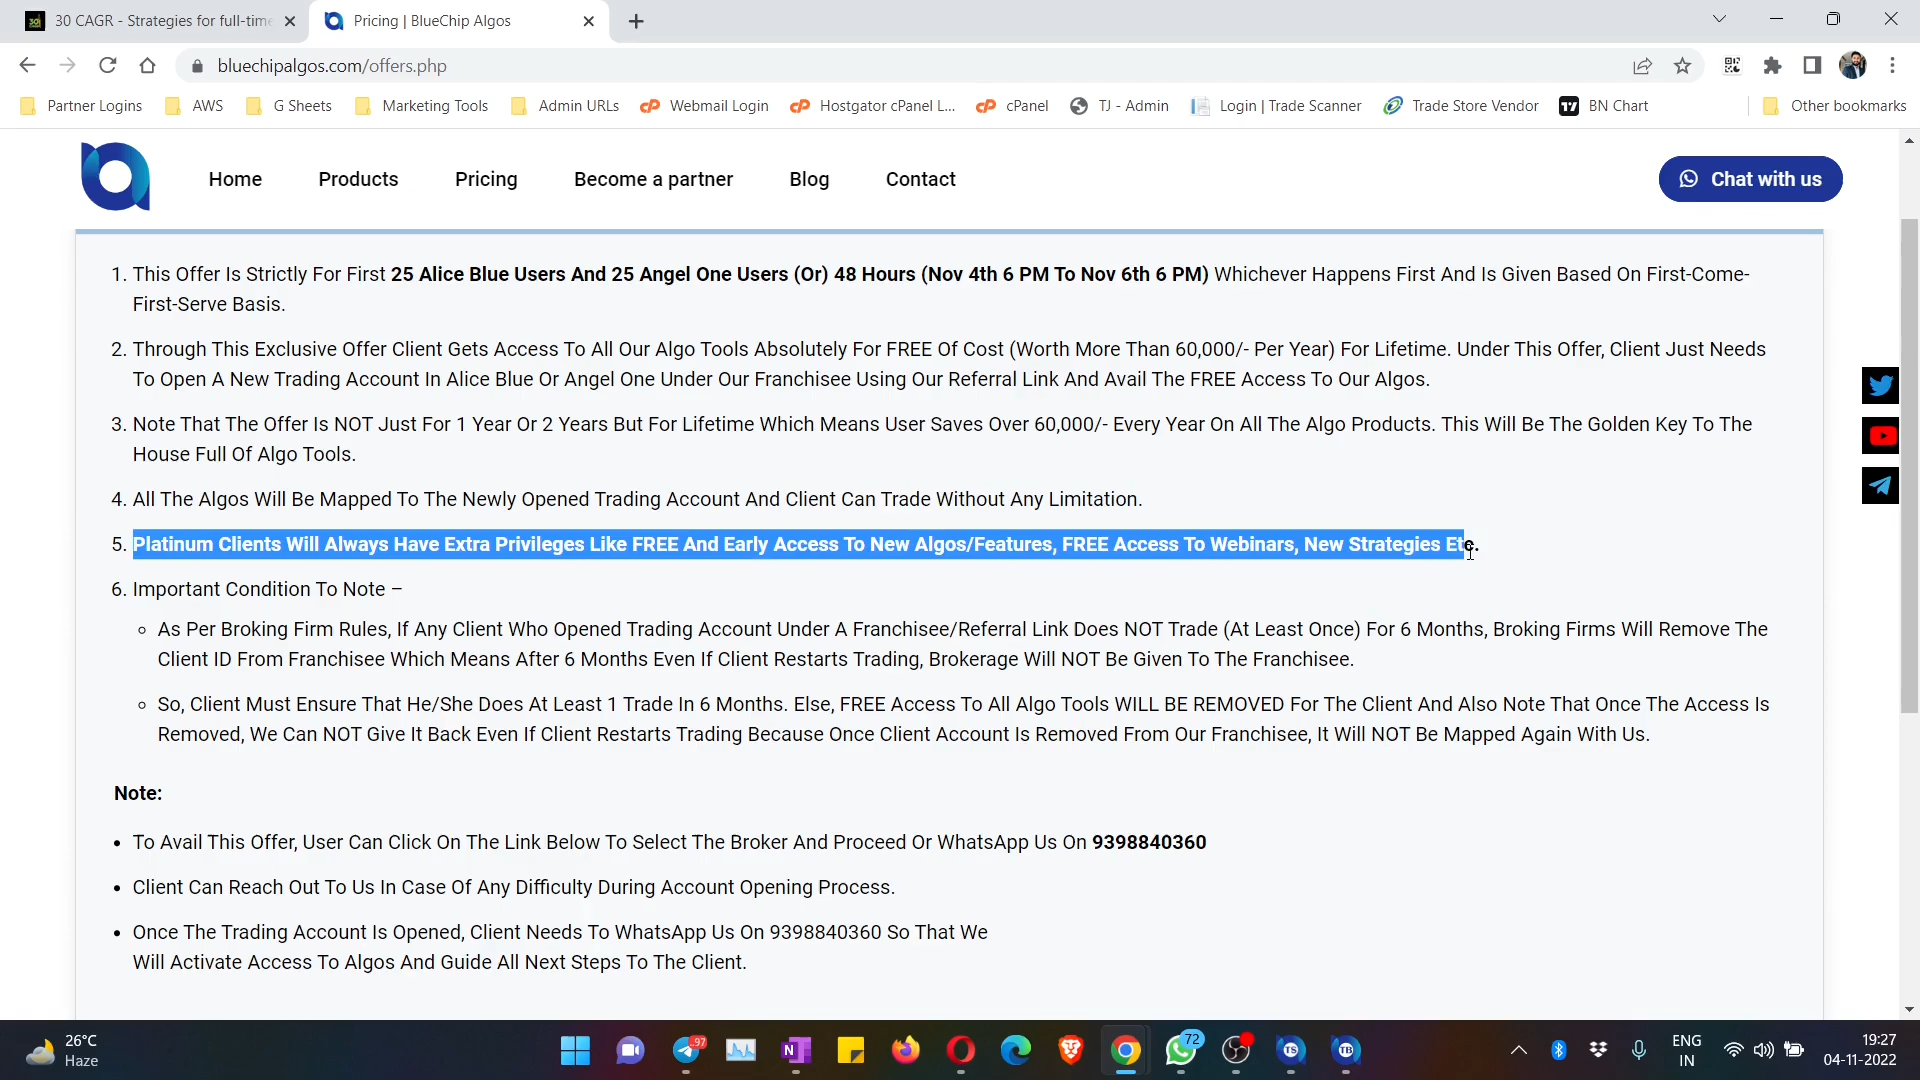 30 CAGR - Strategies for full-time
Pricing | BlueChip Algos
bluechipalgos.com/offers.php
Partner Logins
AWS
G Sheets
Marketing Tools
Admin URLs
Webmail Login
Hostgator cPanel L...
cPanel
TJ - Admin
Login | Trade Scanner
Trade Store Vendor
BN Chart
Other bookmarks
Home
Products
Pricing
Become a partner
Blog
Contact
Chat with us
1. This Offer Is Strictly For First 25 Alice Blue Users And 25 Angel One Users (Or) 48 Hours (Nov 4th 6 PM To Nov 6th 6 PM) Whichever Happens First And Is Given Based On First-Come-
First-Serve Basis.
2. Through This Exclusive Offer Client Gets Access To All Our Algo Tools Absolutely For FREE Of Cost (Worth More Than 60,000/- Per Year) For Lifetime. Under This Offer, Client Just Needs
To Open A New Trading Account In Alice Blue Or Angel One Under Our Franchisee Using Our Referral Link And Avail The FREE Access To Our Algos.
3. Note That The Offer Is NOT Just For 1 Year Or 2 Years But For Lifetime Which Means User Saves Over 60,000/- Every Year On All The Algo Products. This Will Be The Golden Key To The
House Full Of Algo Tools.
4. All The Algos Will Be Mapped To The Newly Opened Trading Account And Client Can Trade Without Any Limitation.
5. Platinum Clients Will Always Have Extra Privileges Like FREE And Early Access To New Algos/Features, FREE Access To Webinars, New Strategies Etc.
6. Important Condition To Note –
As Per Broking Firm Rules, If Any Client Who Opened Trading Account Under A Franchisee/Referral Link Does NOT Trade (At Least Once) For 6 Months, Broking Firms Will Remove The
Client ID From Franchisee Which Means After 6 Months Even If Client Restarts Trading, Brokerage Will NOT Be Given To The Franchisee.
So, Client Must Ensure That He/She Does At Least 1 Trade In 6 Months. Else, FREE Access To All Algo Tools WILL BE REMOVED For The Client And Also Note That Once The Access Is
Removed, We Can NOT Give It Back Even If Client Restarts Trading Because Once Client Account Is Removed From Our Franchisee, It Will NOT Be Mapped Again With Us.
Note:
• To Avail This Offer, User Can Click On The Link Below To Select The Broker And Proceed Or WhatsApp Us On 9398840360
• Client Can Reach Out To Us In Case Of Any Difficulty During Account Opening Process.
• Once The Trading Account Is Opened, Client Needs To WhatsApp Us On 9398840360 So That We
Will Activate Access To Algos And Guide All Next Steps To The Client.
26°C
Haze
97
72
TS
TB
ENG
IN
19:27
04-11-2022